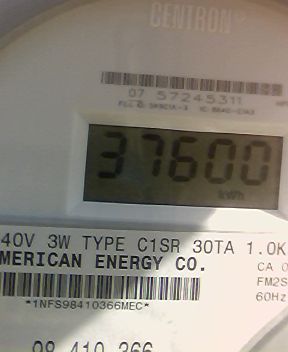 CENTRON
07 57245311
37600
kWh
40V 3W TYPE C1SR 30TA 1.0K
MERICAN ENERGY CO.
CA 0
FM2S
*1NFS98410366MEC*
60Hz
98 410 366